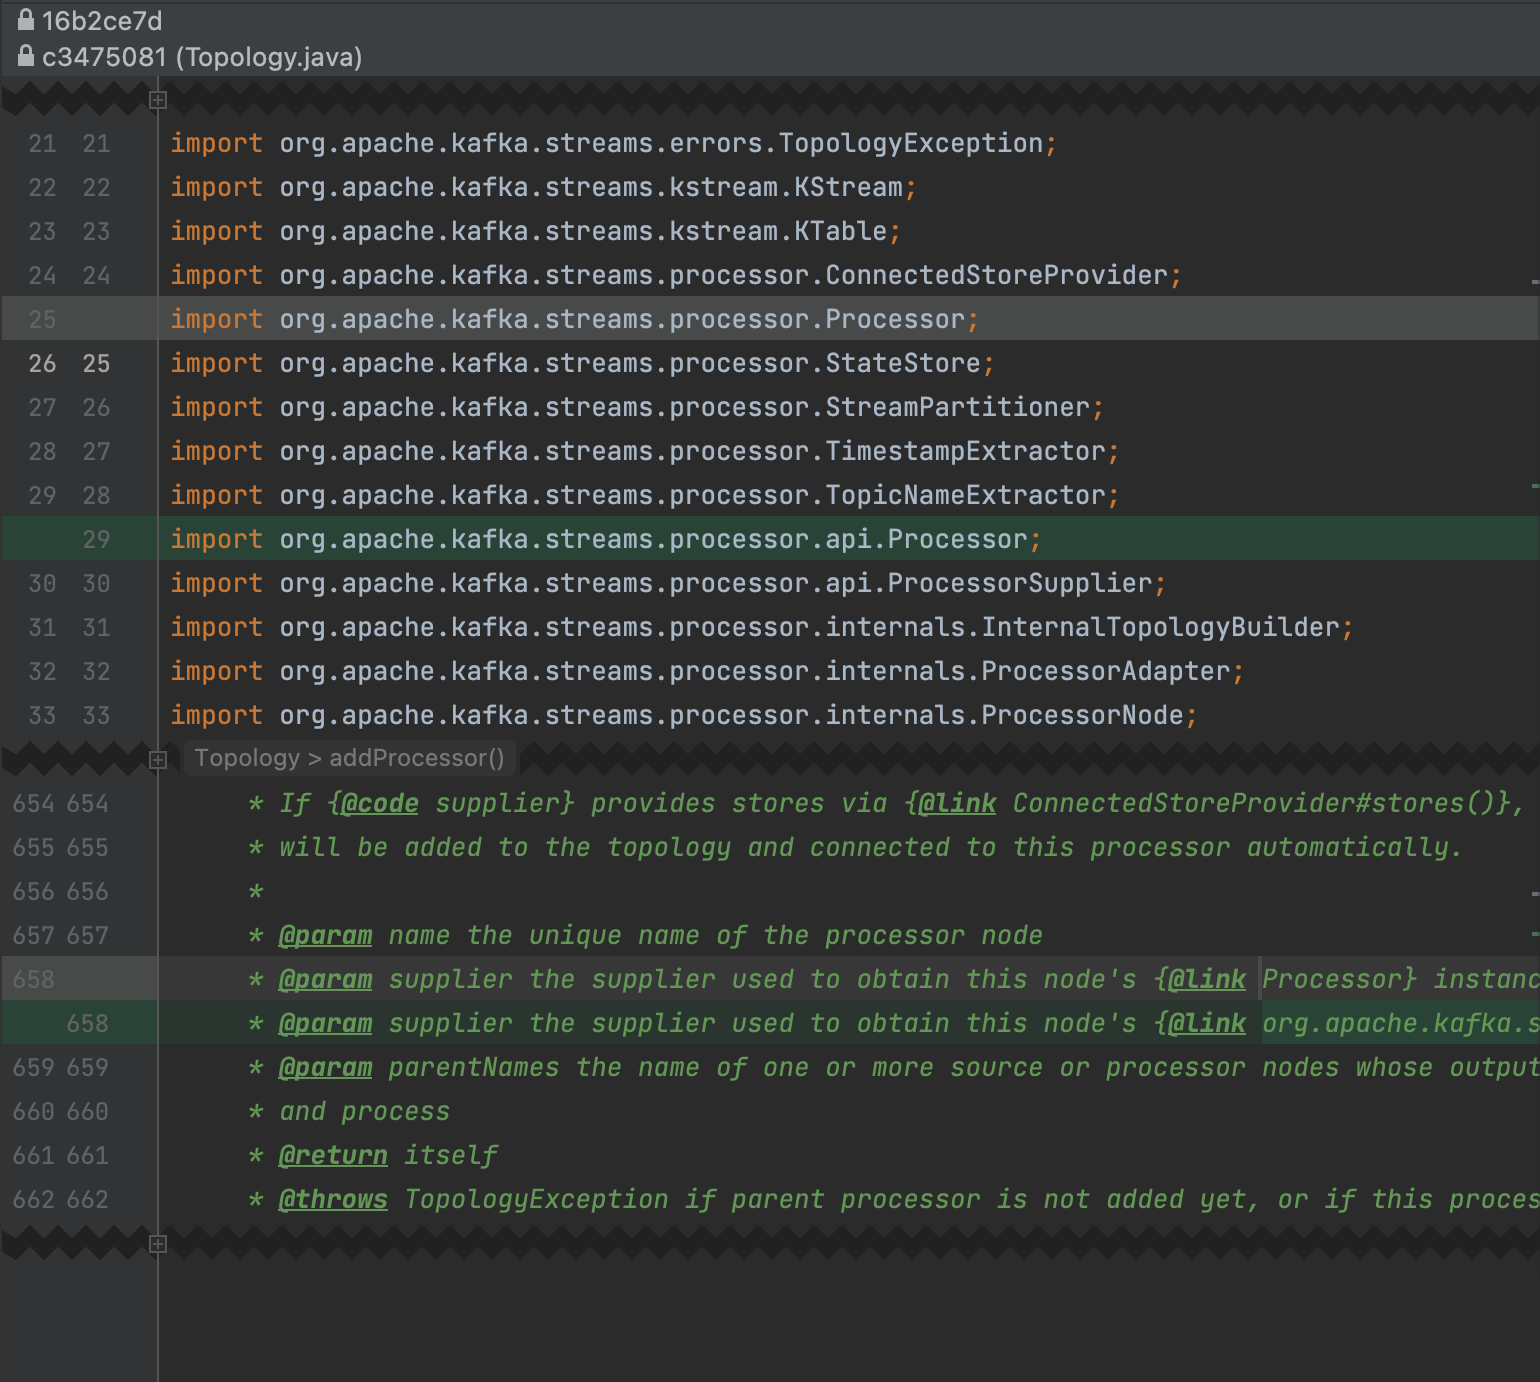 16b2ce7d
c3475081 (Topology.java)
21 21 import org.apache.kafka.streams.errors.TopologyException;
22 22 import org.apache.kafka.streams.kstream.KStream;
23 23 import org.apache.kafka.streams.kstream.KTable;
24 24 import org.apache.kafka.streams.processor.ConnectedStoreProvider;
25 import org.apache.kafka.streams.processor.Processor;
26 25 import org.apache.kafka.streams.processor.StateStore;
27 26 import org.apache.kafka.streams.processor.StreamPartitioner;
28 27 import org.apache.kafka.streams.processor.TimestampExtractor;
29 28 import org.apache.kafka.streams.processor.TopicNameExtractor;
29 import org.apache.kafka.streams.processor.api.Processor;
30 30 import org.apache.kafka.streams.processor.api.ProcessorSupplier;
31 31 import org.apache.kafka.streams.processor.internals.InternalTopologyBuilder;
32 32 import org.apache.kafka.streams.processor.internals.ProcessorAdapter;
33 33 import org.apache.kafka.streams.processor.internals.ProcessorNode;
Topology > addProcessor()
654 654 * If {@code supplier} provides stores via {@link ConnectedStoreProvider#stores()},
655 655 * will be added to the topology and connected to this processor automatically.
656 656 *
657 657 * @param name the unique name of the processor node
658 * @param supplier the supplier used to obtain this node's {@link Processor} instanc
658 * @param supplier the supplier used to obtain this node's {@link org.apache.kafka.s
659 659 * @param parentNames the name of one or more source or processor nodes whose output
660 660 * and process
661 661 * @return itself
662 662 * @throws TopologyException if parent processor is not added yet, or if this proces